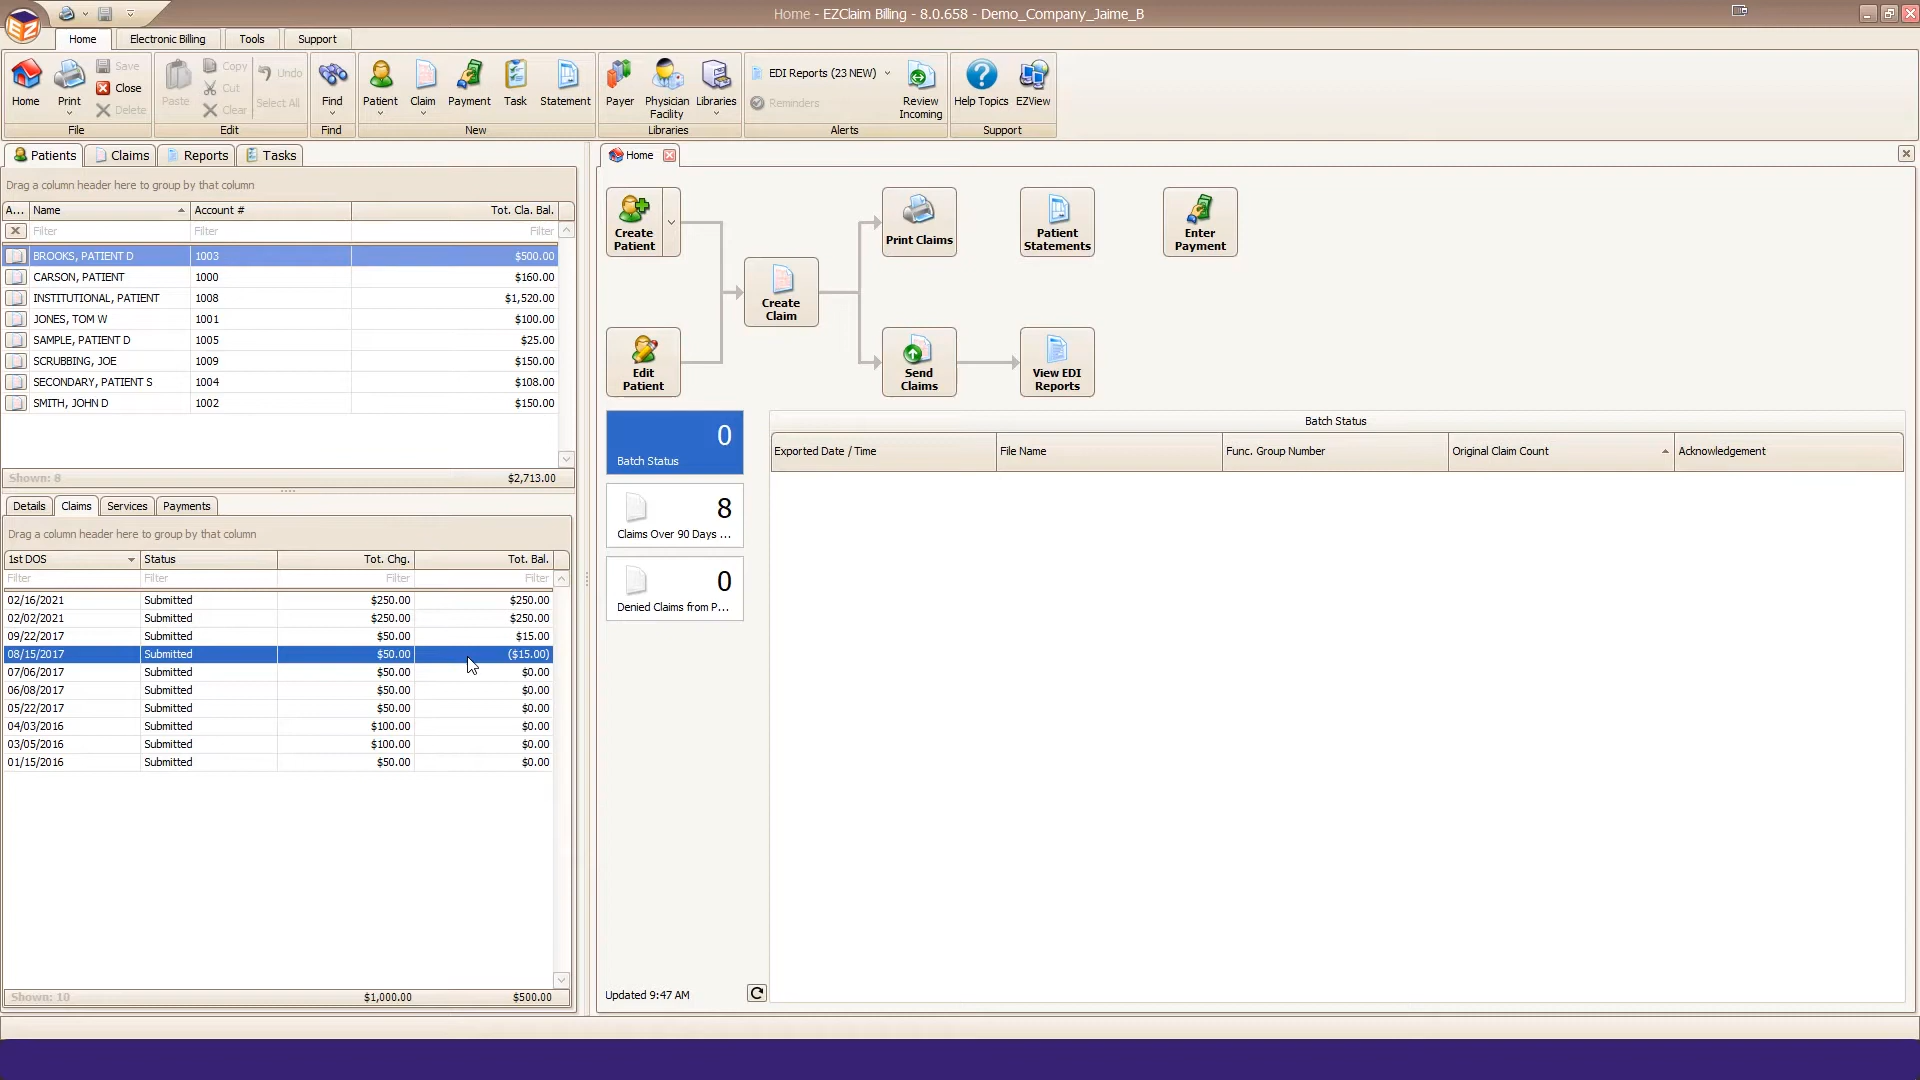 Home - EZClaim Billing - 8.0.658 - Demo_Company_Jaime_B
Home Electronic Billing Tools Support
Home Print Save Close Delete
File
Paste Copy Cut Clear Undo Select All
Edit
Find
Find
Patient Claim Payment Task Statement
New
Payer Physician Facility Libraries
Libraries
EDI Reports (23 NEW)
Reminders
Review Incoming
Alerts
Help Topics EZView
Support
Patients Claims Reports Tasks
Drag a column header here to group by that column
A... Name Account # Tot. Cla. Bal.
Filter Filter Filter
BROOKS, PATIENT D 1003 $500.00
CARSON, PATIENT 1000 $160.00
INSTITUTIONAL, PATIENT 1008 $1,520.00
JONES, TOM W 1001 $100.00
SAMPLE, PATIENT D 1005 $25.00
SCRUBBING, JOE 1009 $150.00
SECONDARY, PATIENT S 1004 $108.00
SMITH, JOHN D 1002 $150.00
Shown: 8 $2,713.00
Details Claims Services Payments
Drag a column header here to group by that column
1st DOS Status Tot. Chg. Tot. Bal.
Filter Filter Filter Filter
02/16/2021 Submitted $250.00 $250.00
02/02/2021 Submitted $250.00 $250.00
09/22/2017 Submitted $50.00 $15.00
08/15/2017 Submitted $50.00 ($15.00)
07/06/2017 Submitted $50.00 $0.00
06/08/2017 Submitted $50.00 $0.00
05/22/2017 Submitted $50.00 $0.00
04/03/2016 Submitted $100.00 $0.00
03/05/2016 Submitted $100.00 $0.00
01/15/2016 Submitted $50.00 $0.00
Shown: 10 $1,000.00 $500.00
Home
Create Patient
Print Claims
Patient Statements
Enter Payment
Create Claim
Edit Patient
Send Claims
View EDI Reports
0
Batch Status
8
Claims Over 90 Days ...
0
Denied Claims from P...
Batch Status
Exported Date / Time File Name Func. Group Number Original Claim Count Acknowledgement
Updated 9:47 AM